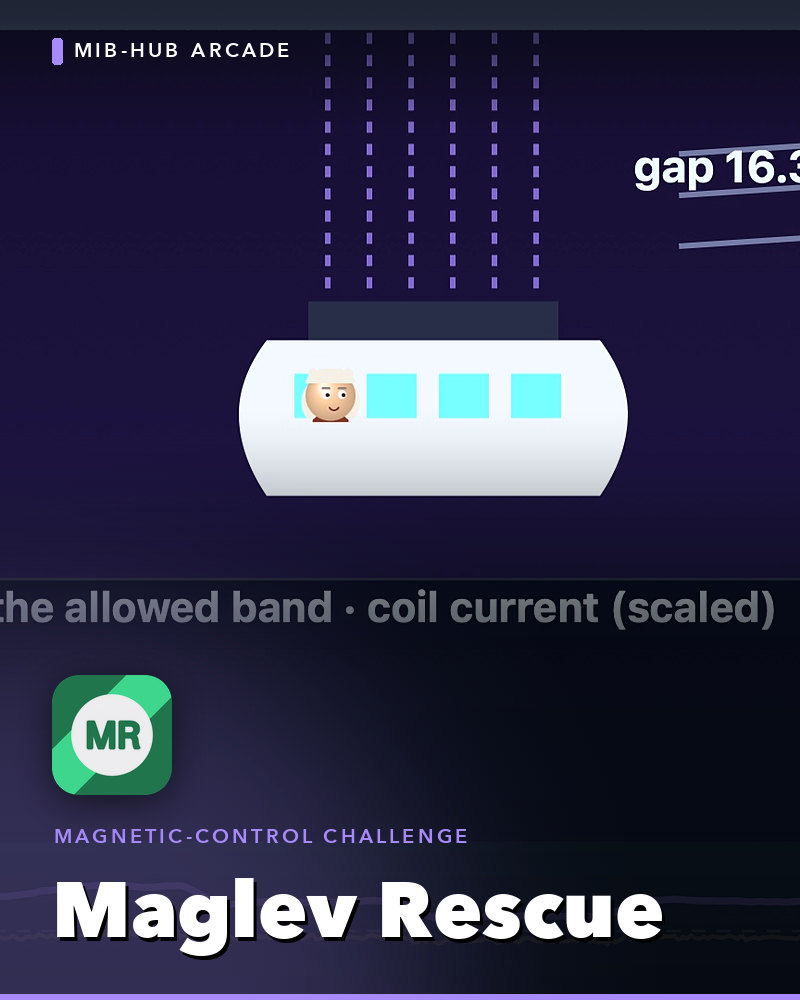 MIB-HUB ARCADE
gap 16.3
the allowed band · coil current (scaled)
MR
MAGNETIC-CONTROL CHALLENGE
Maglev Rescue